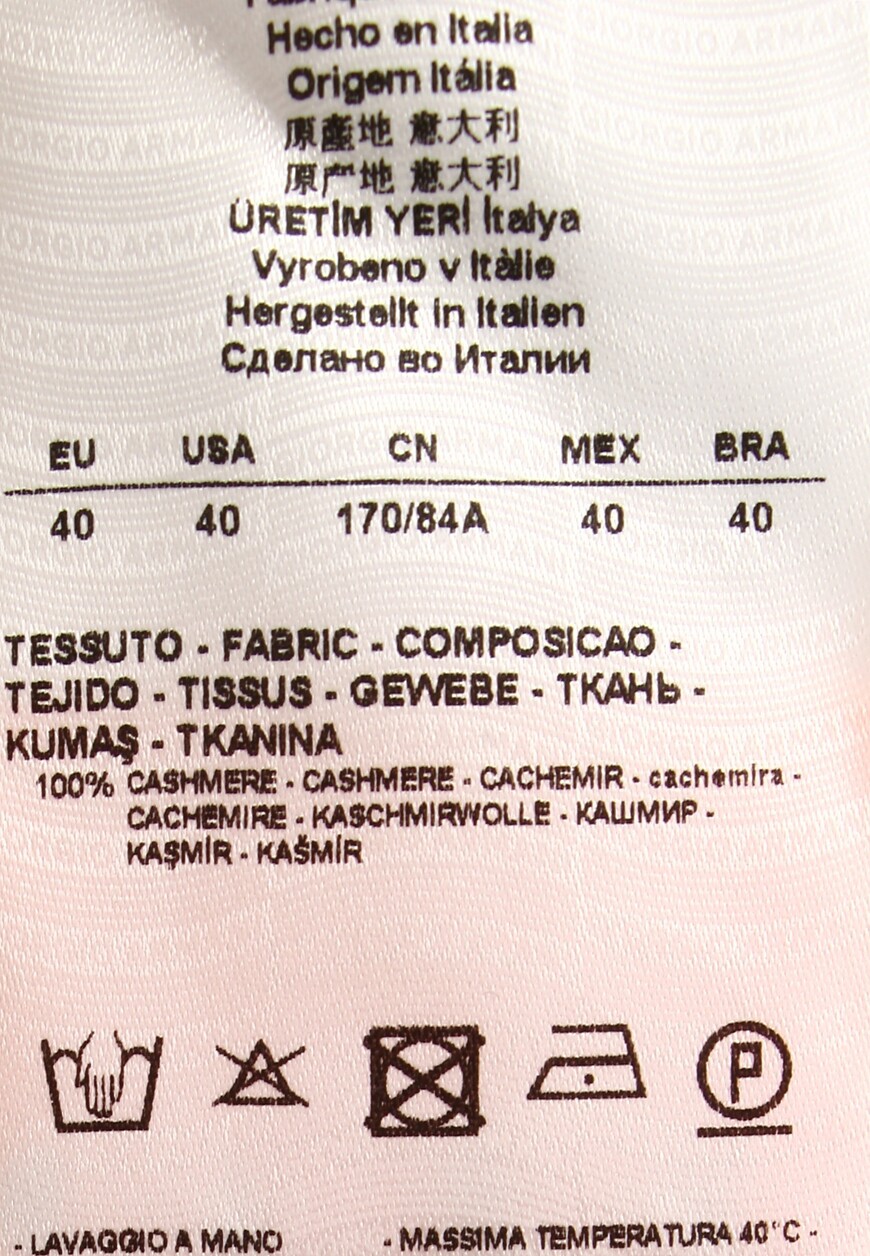 Hecho en Italia
Origem Itália
原產地 意大利
原产地 意大利
ÜRETİM YERİ İtalya
Vyrobeno v Itàlie
Hergestellt in Italien
Сделано во Италии
EU USA CN MEX BRA
40 40 170/84A 40 40
TESSUTO - FABRIC - COMPOSICAO -
TEJIDO - TISSUS - GEWEBE - ТКАНЬ -
KUMAŞ - TKANINA
100% CASHMERE - CASHMERE - CACHEMIR - cachemira -
CACHEMIRE - KASCHMIRWOLLE - КАШМИР -
KAŞMİR - KAŠMÍR
P
- LAVAGGIO A MANO - MASSIMA TEMPERATURA 40°C -